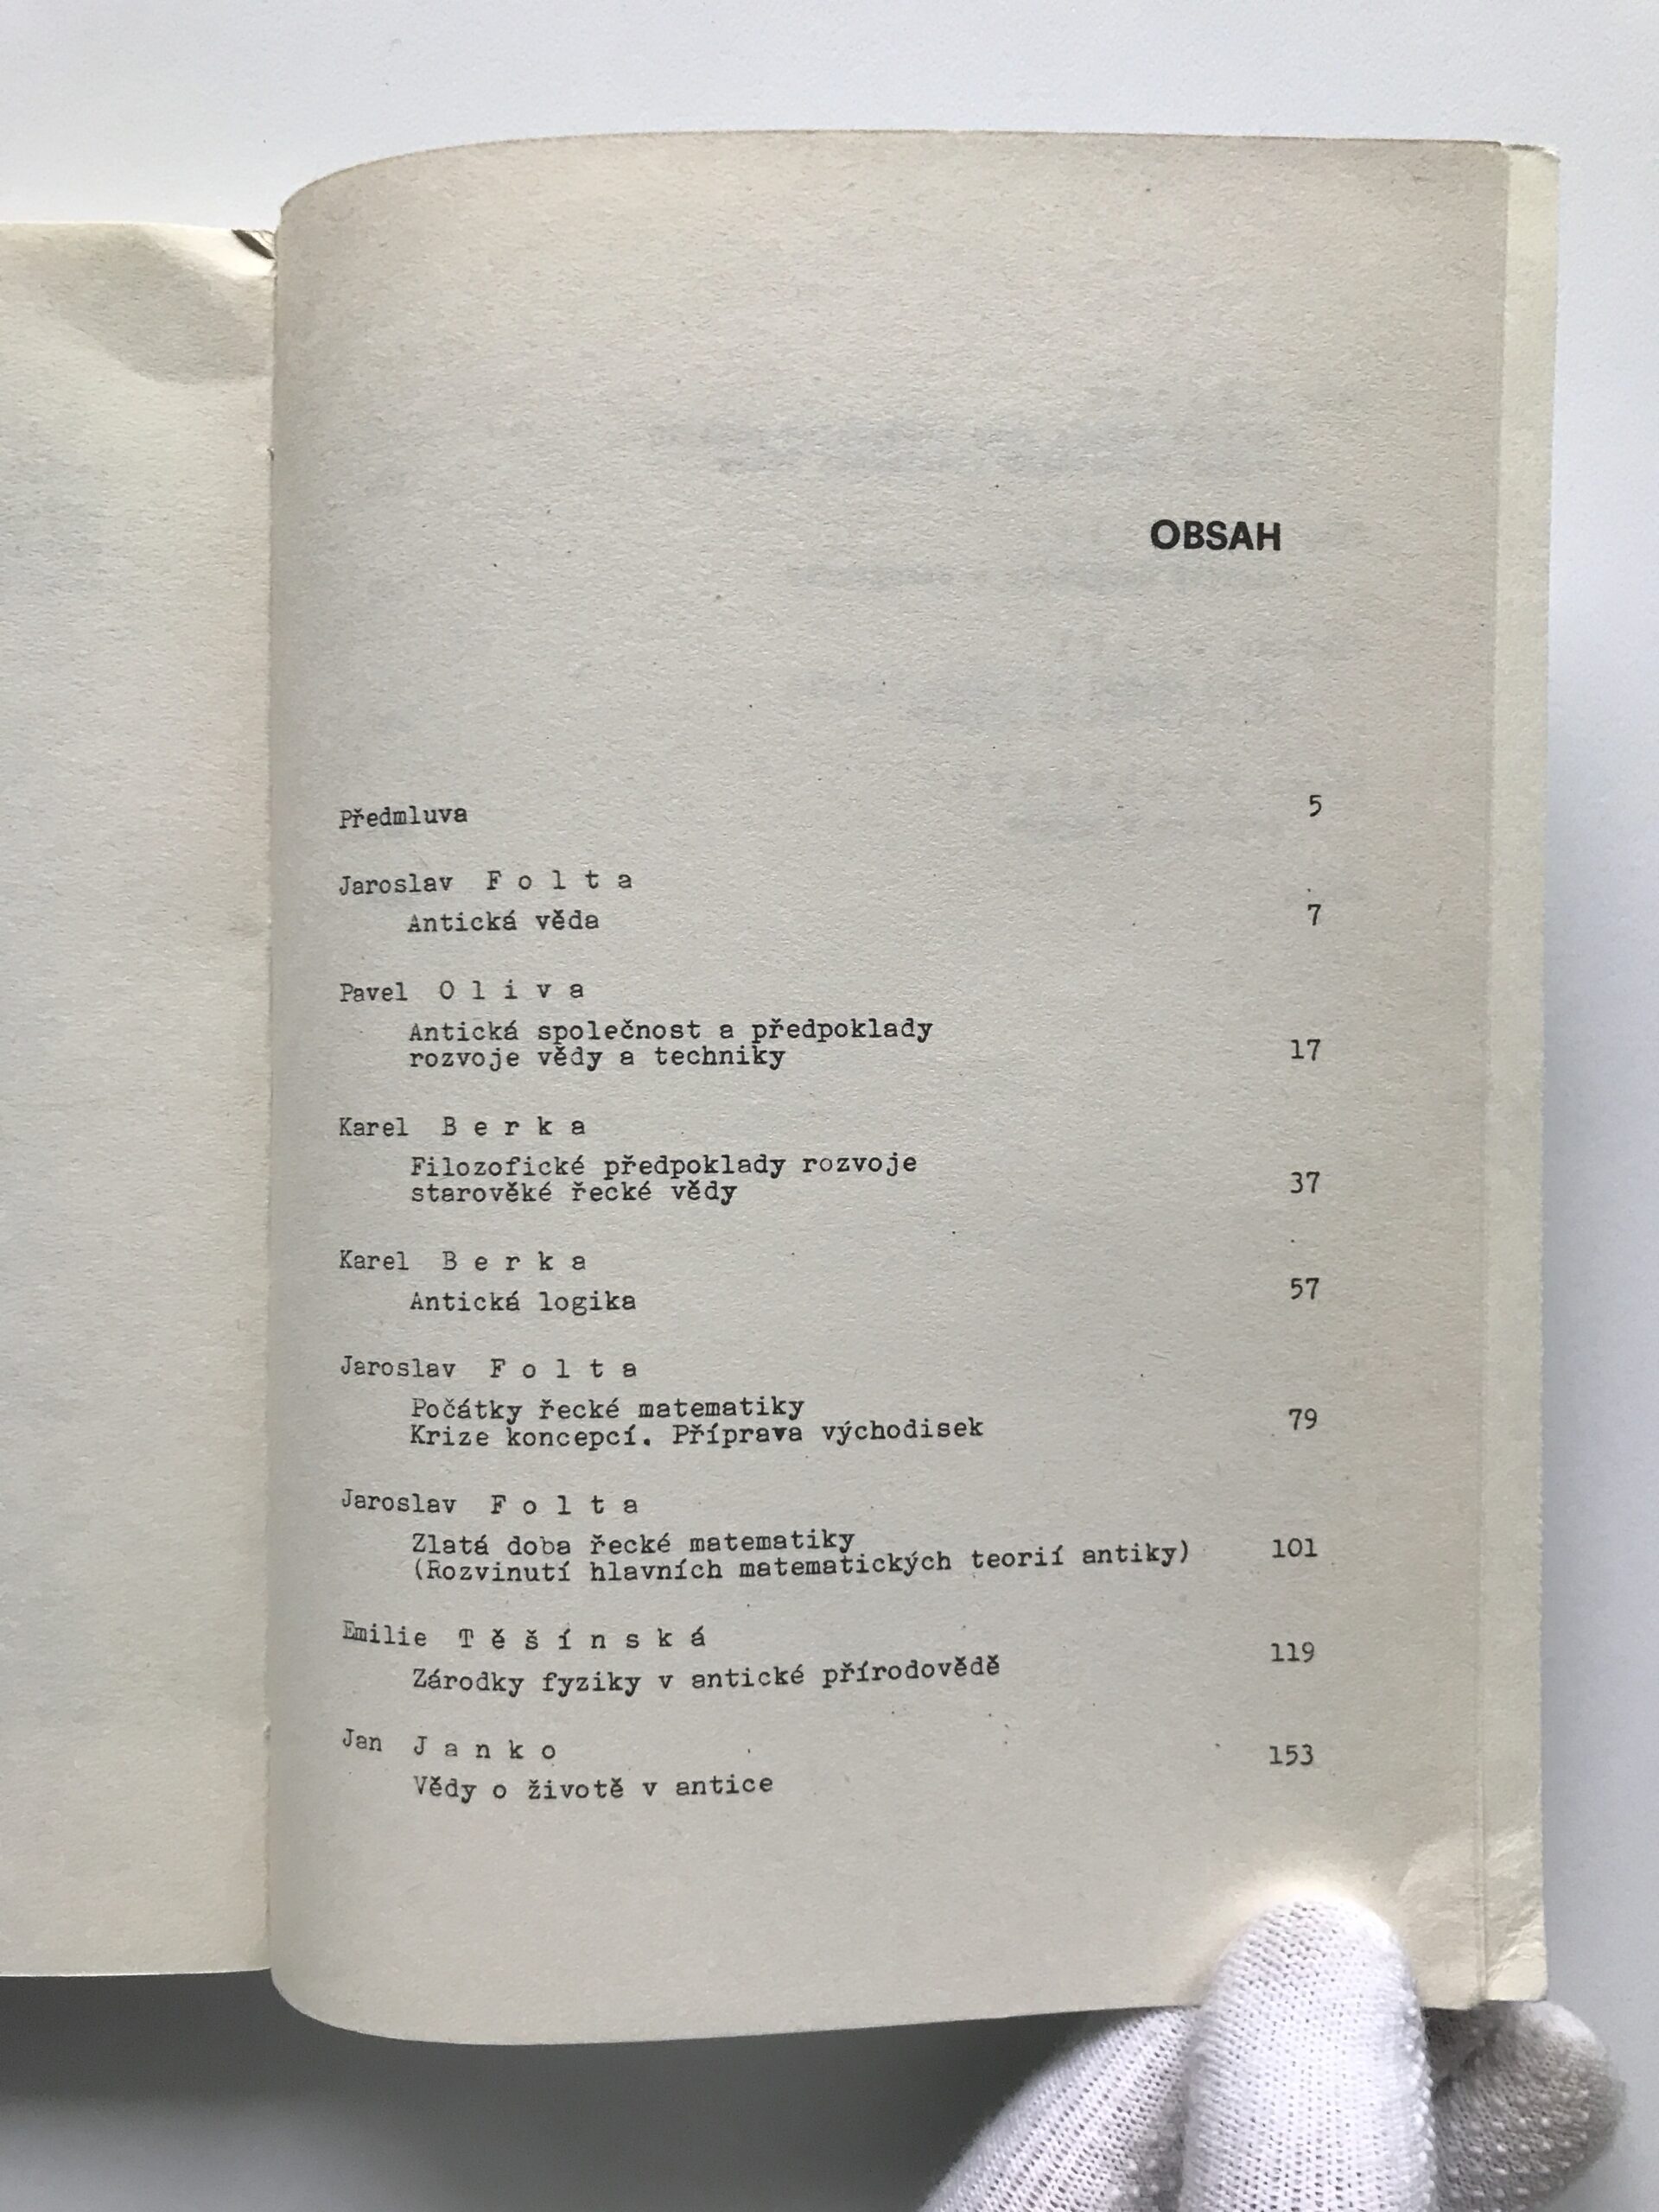 OBSAH
Předmluva 5
Jaroslav F o l t a
Antická věda 7
Pavel O l i v a
Antická společnost a předpoklady
rozvoje vědy a techniky 17
Karel B e r k a
Filozofické předpoklady rozvoje
starověké řecké vědy 37
Karel B e r k a
Antická logika 57
Jaroslav F o l t a
Počátky řecké matematiky
Krize koncepcí. Příprava východisek 79
Jaroslav F o l t a
Zlatá doba řecké matematiky
(Rozvinutí hlavních matematických teorií antiky) 101
Emilie T ě š í n s k á
Zárodky fyziky v antické přírodovědě 119
Jan J a n k o
Vědy o životě v antice 153